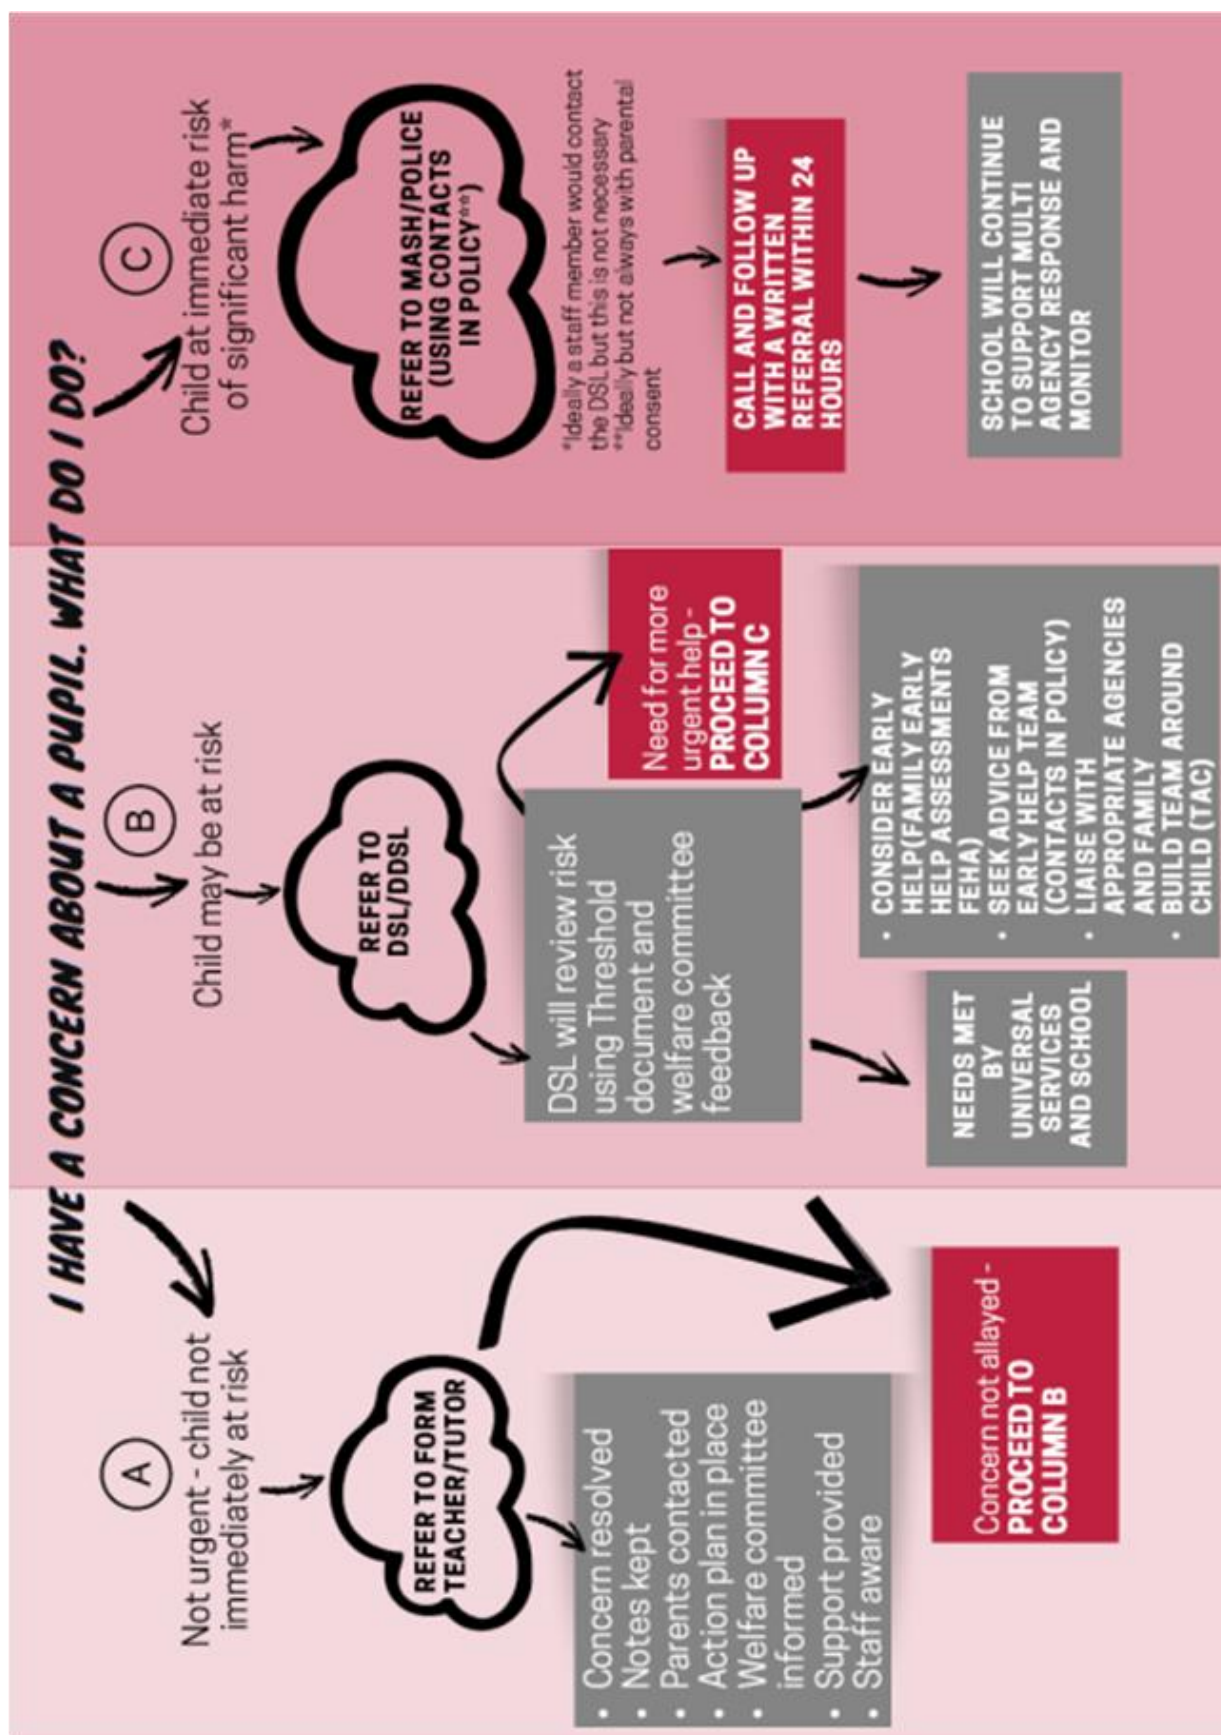 I HAVE A CONCERN ABOUT A PUPIL. WHAT DO I DO?
A
Not urgent - child not
immediately at risk
REFER TO FORM
TEACHER/TUTOR
• Concern resolved
• Notes kept
• Parents contacted
• Action plan in place
• Welfare committee
informed
• Support provided
• Staff aware
Concern not allayed -
PROCEED TO
COLUMN B
B
Child may be at risk
REFER TO
DSL/DDSL
DSL will review risk
using Threshold
document and
welfare committee
feedback
Need for more
urgent help -
PROCEED TO
COLUMN C
NEEDS MET
BY
UNIVERSAL
SERVICES
AND SCHOOL
• CONSIDER EARLY
HELP(FAMILY EARLY
HELP ASSESSMENTS
FEHA)
• SEEK ADVICE FROM
EARLY HELP TEAM
(CONTACTS IN POLICY)
• LIAISE WITH
APPROPRIATE AGENCIES
AND FAMILY
• BUILD TEAM AROUND
CHILD (TAC)
C
Child at immediate risk
of significant harm*
REFER TO MASH/POLICE
(USING CONTACTS
IN POLICY**)
*Ideally a staff member would contact
the DSL but this is not necessary
**Ideally but not always with parental
consent
CALL AND FOLLOW UP
WITH A WRITTEN
REFERRAL WITHIN 24
HOURS
SCHOOL WILL CONTINUE
TO SUPPORT MULTI
AGENCY RESPONSE AND
MONITOR